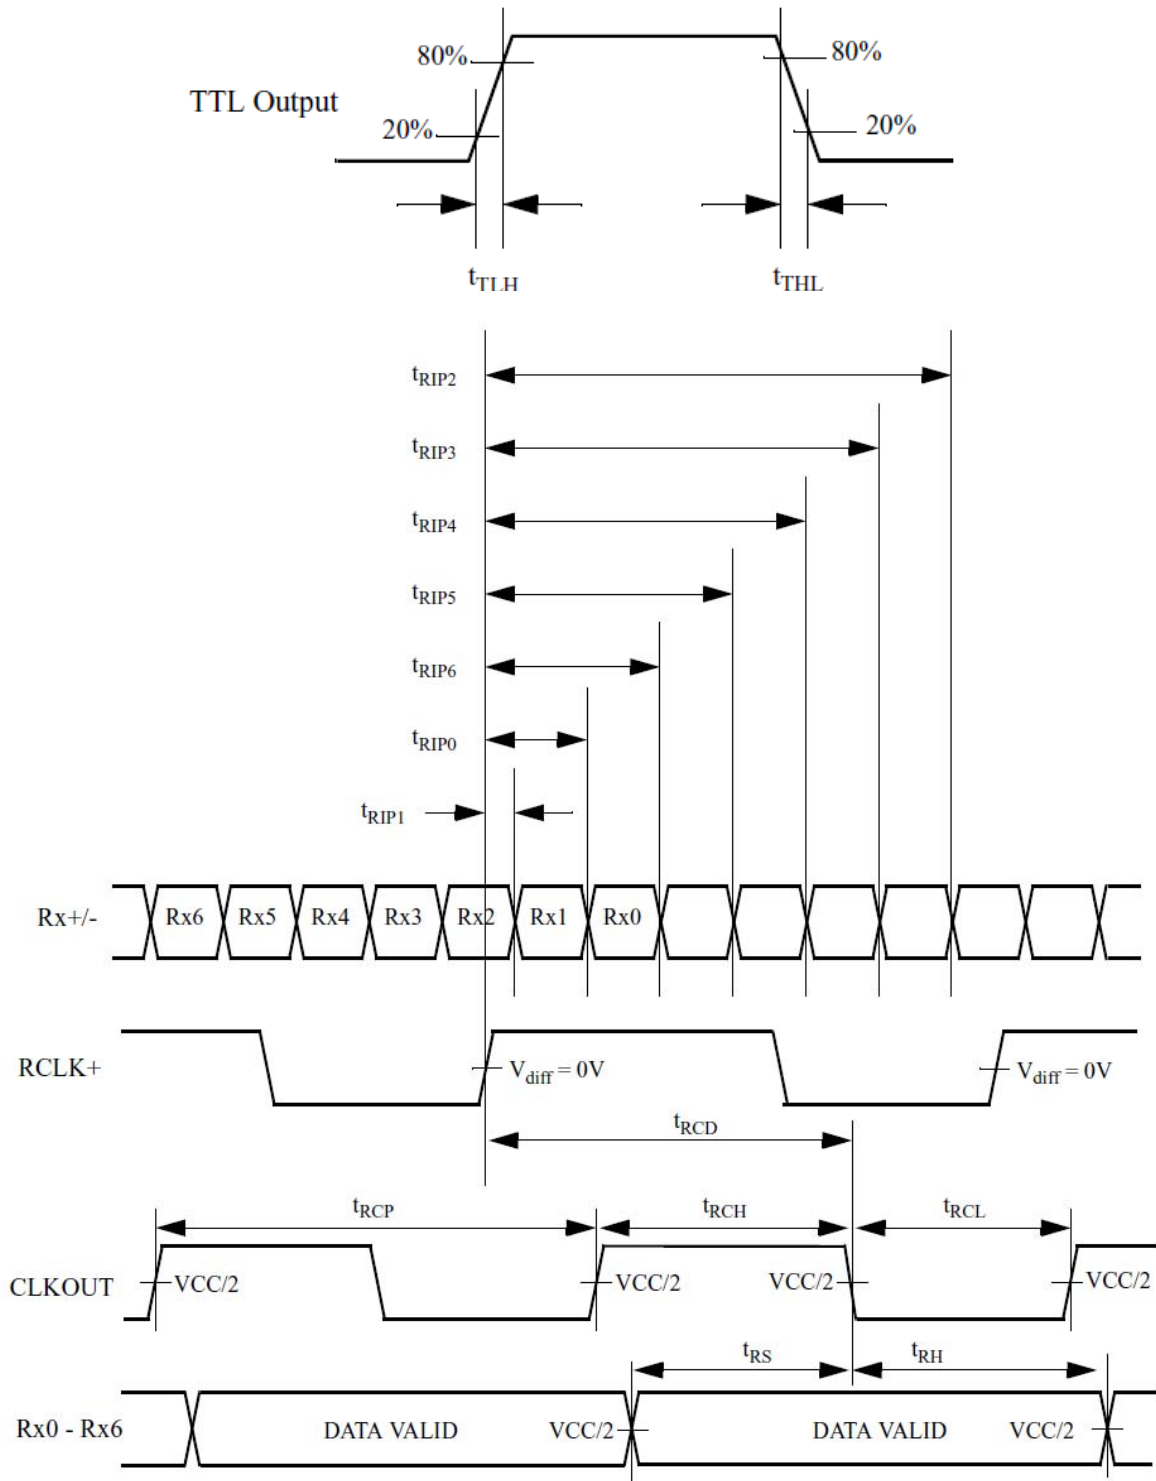 80%
80%
TTL Output
20%
20%
tTLH
tTHL
tRIP2
tRIP3
tRIP4
tRIP5
tRIP6
tRIP0
tRIP1
Rx+/-
Rx6 Rx5 Rx4 Rx3 Rx2 Rx1 Rx0
RCLK+
Vdiff = 0V
Vdiff = 0V
tRCD
tRCP
tRCH
tRCL
CLKOUT
VCC/2
VCC/2
VCC/2
VCC/2
tRS
tRH
Rx0 - Rx6
DATA VALID
VCC/2
DATA VALID
VCC/2